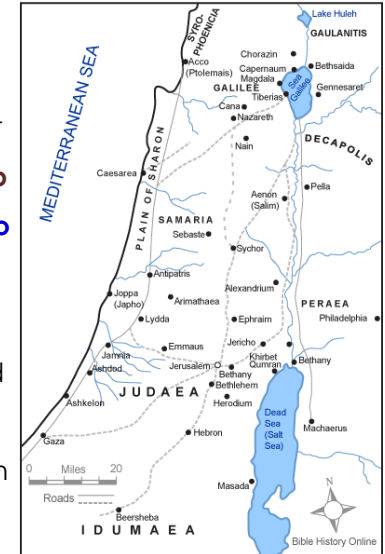 Lake Huleh
SYRO-
PHOENICIA
GAULANITIS
Chorazin
Acco
(Ptolemais)
Capernaum
Bethsaida
Magdala
GALILEE
Sea
Galilee
Gennesaret
Tiberias
Cana
Nazareth
Nain
DECAPOLIS
MEDITERRANEAN SEA
Caesarea
PLAIN OF SHARON
Aenon
(Salim)
Pella
SAMARIA
Sebaste
Sychor
Antipatris
Alexandrium
Joppa
(Japho)
Arimathaea
PERAEA
Lydda
Ephraim
Philadelphia
Emmaus
Jericho
Jamnia
Khirbet
Qumran
Bethany
Ashdod
Jerusalem
Bethany
Bethlehem
JUDAEA
Herodium
Ashkelon
Dead
Sea
(Salt
Sea)
Machaerus
Gaza
Hebron
0 Miles 20
Roads
Masada
N
Beersheba
IDUMAEA
Bible History Online